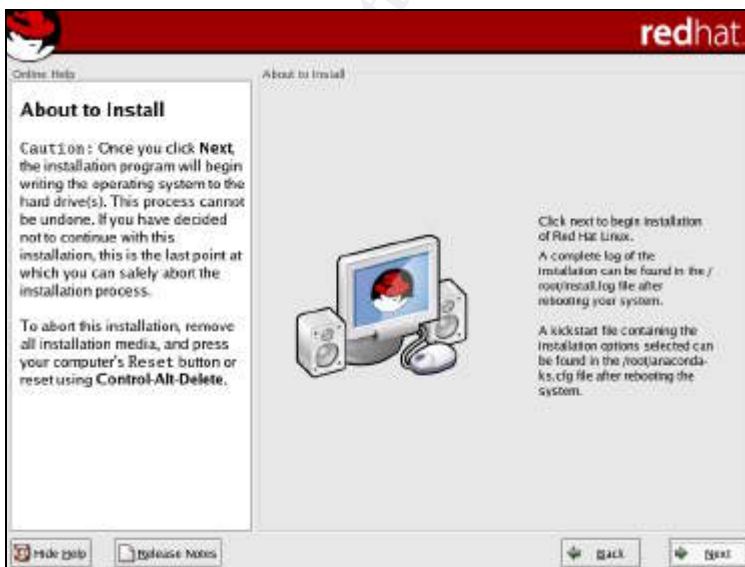 redhat.
Online Help
About to Install
About to Install
Caution: Once you click Next,
the installation program will begin
writing the operating system to the
hard drive(s). This process cannot
be undone. If you have decided
not to continue with this
installation, this is the last point at
which you can safely abort the
installation process.
To abort this installation, remove
all installation media, and press
your computer's Reset button or
reset using Control-Alt-Delete.
Click next to begin installation
of Red Hat Linux.
A complete log of the
installation can be found in the /
root/install.log file after
rebooting your system.
A kickstart file containing the
installation options selected can
be found in the /root/anaconda-
ks.cfg file after rebooting the
system.
Hide Help
Release Notes
Back
Next